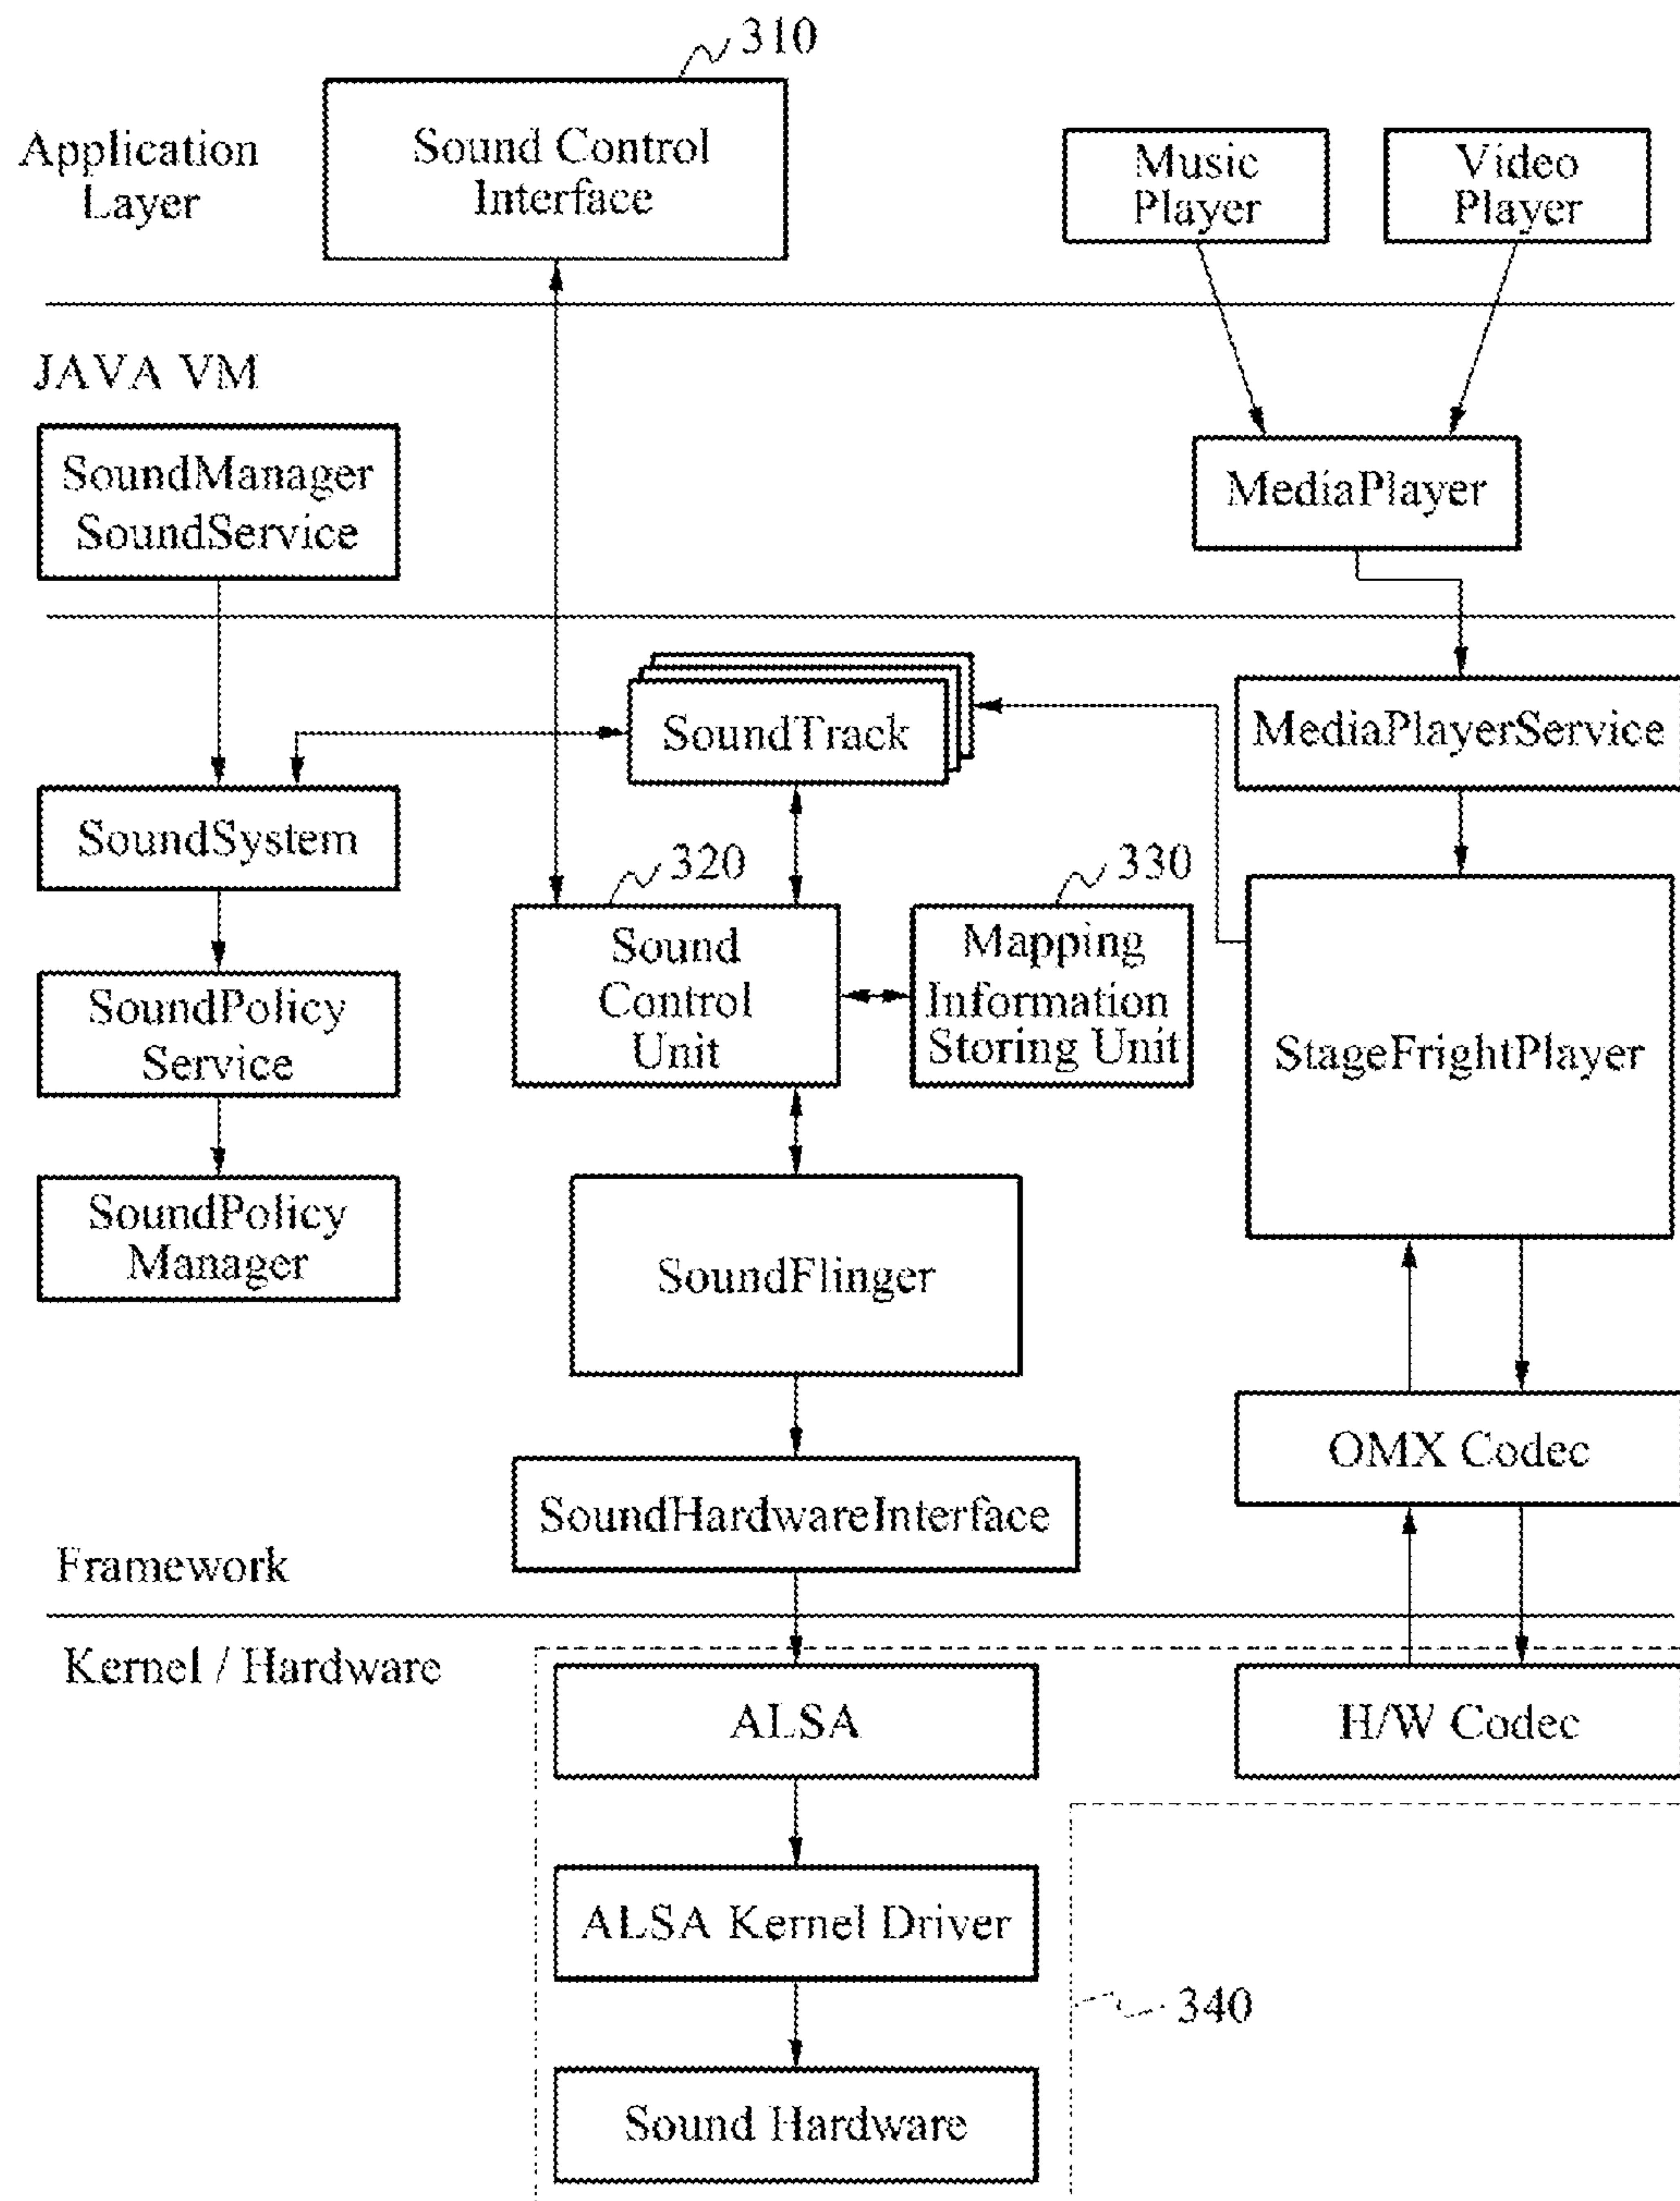 310
Application
Layer
Sound Control
Interface
Music
Player
Video
Player
JAVA VM
SoundManager
SoundService
MediaPlayer
SoundTrack
MediaPlayerService
SoundSystem
320
330
Sound
Control
Unit
Mapping
Information
Storing Unit
StageFrightPlayer
SoundPolicy
Service
SoundPolicy
Manager
SoundFlinger
OMX Codec
SoundHardwareInterface
Framework
Kernel / Hardware
ALSA
H/W Codec
ALSA Kernel Driver
340
Sound Hardware